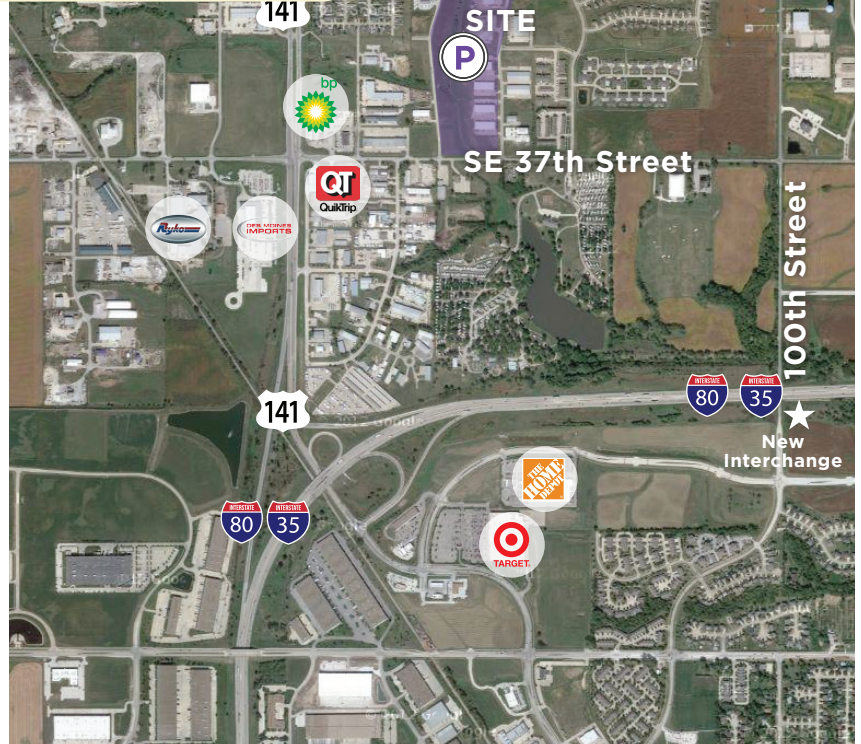 141
SITE
P
bp
SE 37th Street
QT
QuikTrip
Ryko
DES MOINES
IMPORTS
100th Street
INTERSTATE
80
INTERSTATE
35
141
New
Interchange
THE
HOME
DEPOT
INTERSTATE
80
INTERSTATE
35
TARGET